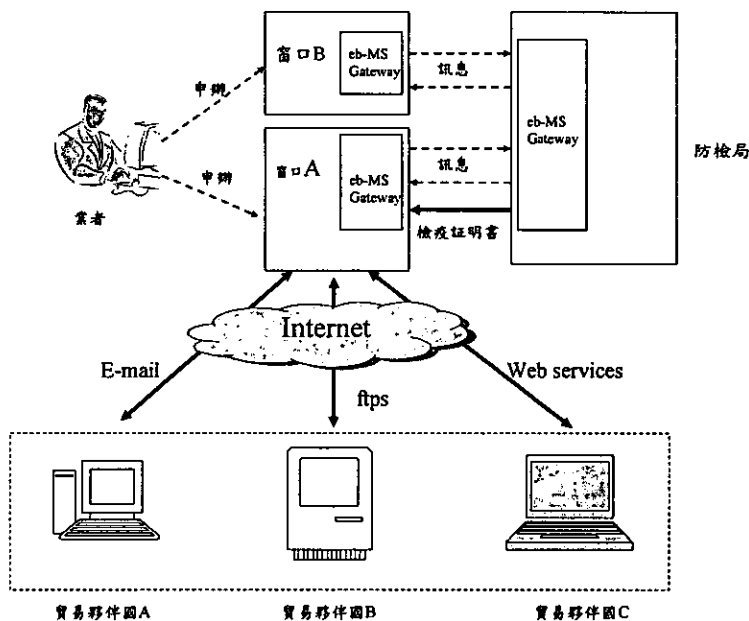 窗口B
eb-MS
Gateway
訊息
申辦
eb-MS
Gateway
防檢局
窗口A
eb-MS
Gateway
訊息
申辦
業者
檢疫証明書
Internet
E-mail
ftps
Web services
貿易夥伴國A
貿易夥伴國B
貿易夥伴國C